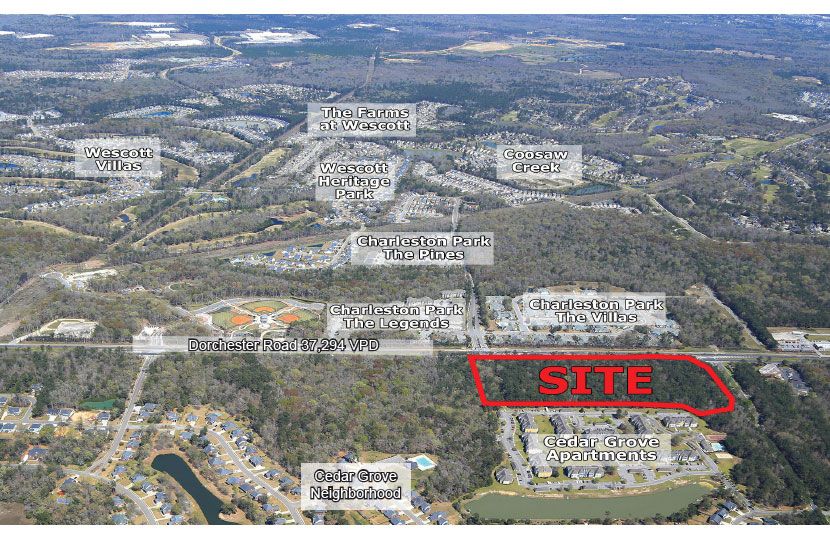 The Farms
at Wescott
Wescott
Villas
Wescott
Heritage
Park
Coosaw
Creek
Charleston Park
The Pines
Charleston Park
The Legends
Charleston Park
The Villas
Dorchester Road 37,294 VPD
SITE
Cedar Grove
Apartments
Cedar Grove
Neighborhood